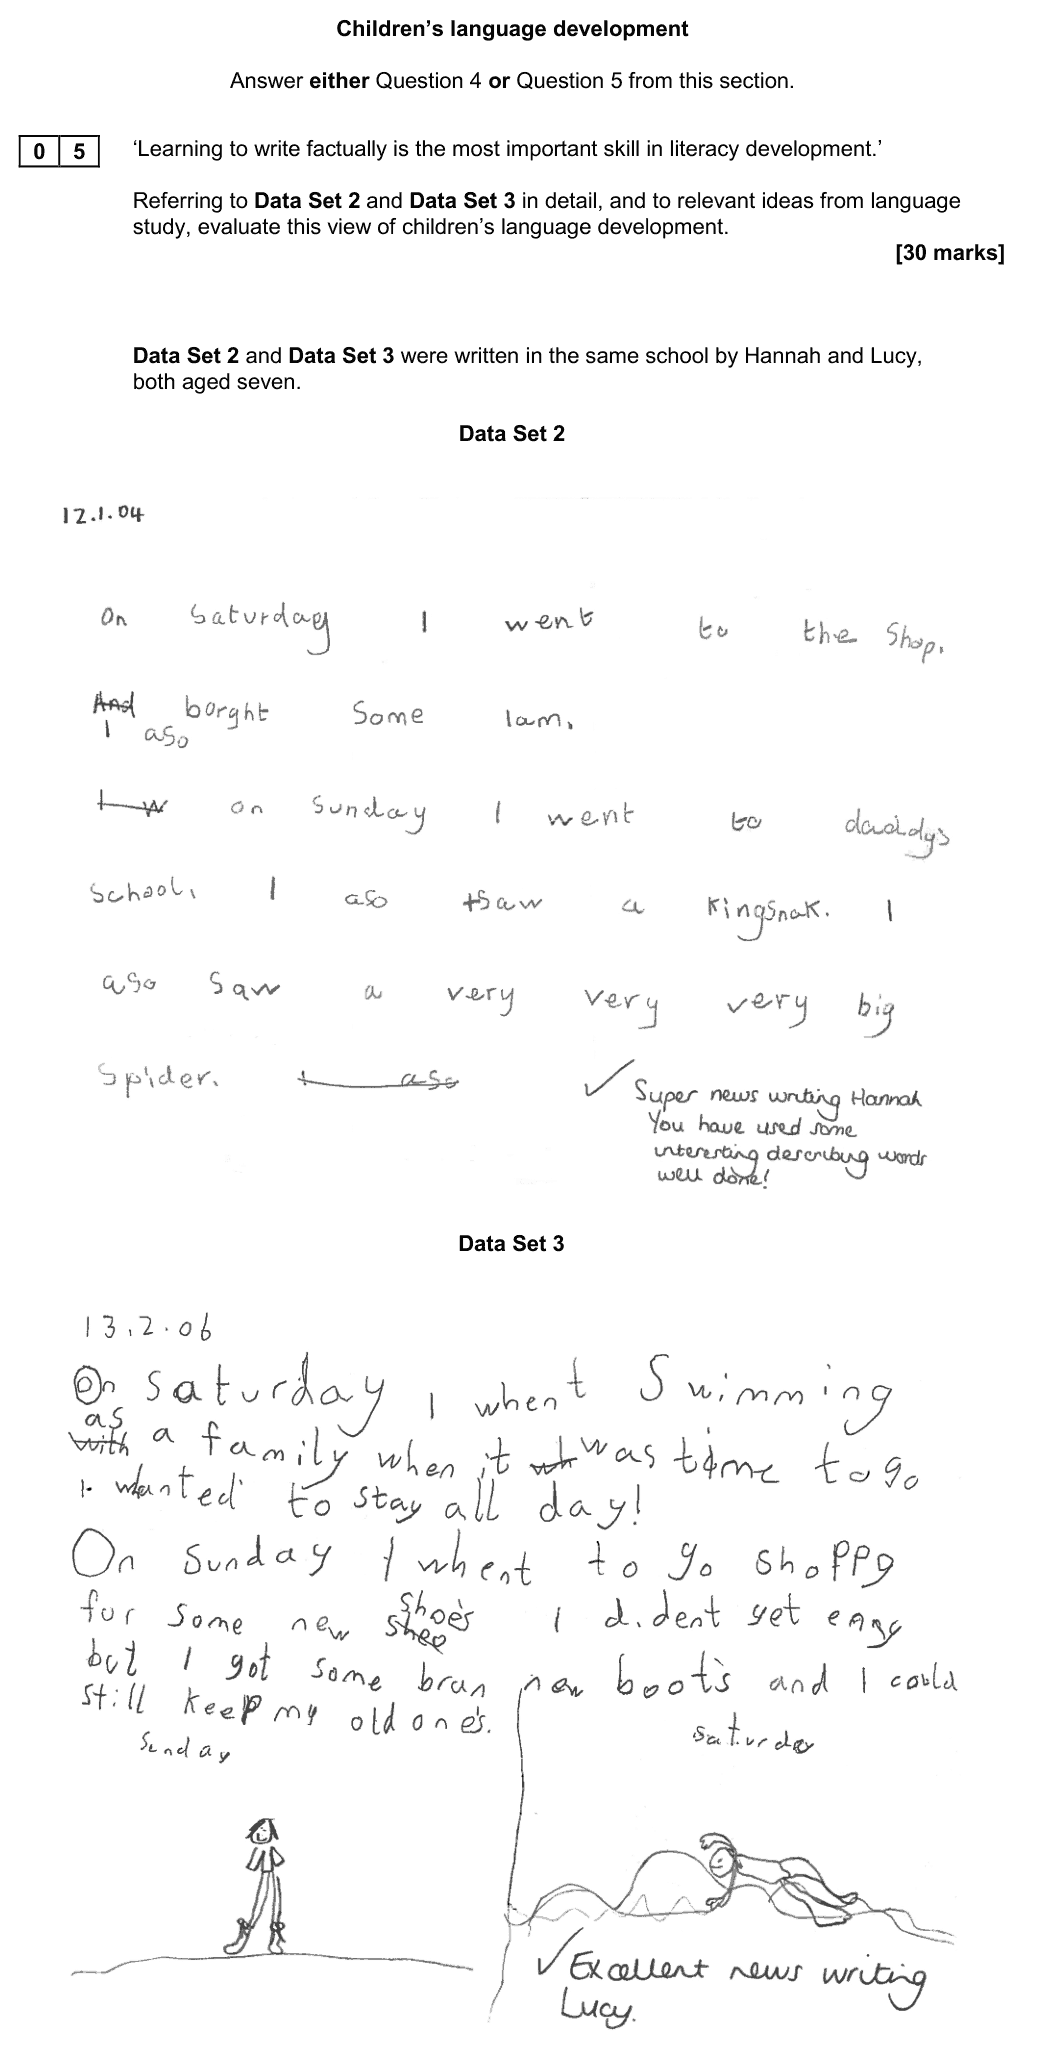 Children's language development
Answer either Question 4 or Question 5 from this section.
0 5 'Learning to write factually is the most important skill in literacy development.'
Referring to Data Set 2 and Data Set 3 in detail, and to relevant ideas from language
study, evaluate this view of children's language development.
[30 marks]
Data Set 2 and Data Set 3 were written in the same school by Hannah and Lucy,
both aged seven.
Data Set 2
12.1.04
On Saturday I went to the Shop.
And borght Some lam.
I aso
I w on Sunday I went to daddys
School. I aso tSaw a Kingsnak. I
aso Saw a very very very big
Spider. I aso
Super news writing Hannah
You have used some
interesting describing words
well done!
Data Set 3
13.2.06
On saturday I whent Swimming
as
with a family when it wh was time to go
I wanted to stay all day!
On Sunday I whent to go shoppg
shoe's
for some new shee I dident get eany
but I got some bran new boot's and I could
still keep my old one's.
Sunday
saturday
Excellent news writing
Lucy.